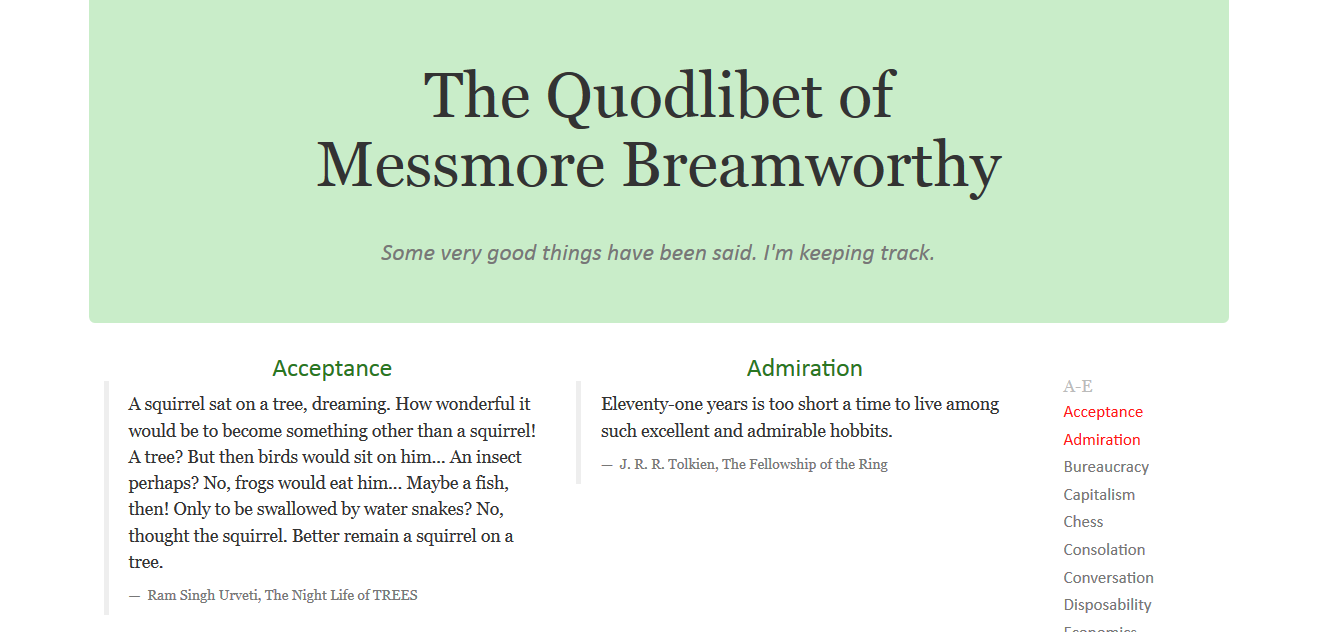 The Quodlibet of
Messmore Breamworthy
Some very good things have been said. I'm keeping track.
Acceptance
A squirrel sat on a tree, dreaming. How wonderful it
would be to become something other than a squirrel!
A tree? But then birds would sit on him... An insect
perhaps? No, frogs would eat him... Maybe a fish,
then! Only to be swallowed by water snakes? No,
thought the squirrel. Better remain a squirrel on a
tree.
— Ram Singh Urveti, The Night Life of TREES
Admiration
Eleventy-one years is too short a time to live among
such excellent and admirable hobbits.
— J. R. R. Tolkien, The Fellowship of the Ring
A-E
Acceptance
Admiration
Bureaucracy
Capitalism
Chess
Consolation
Conversation
Disposability
Economics